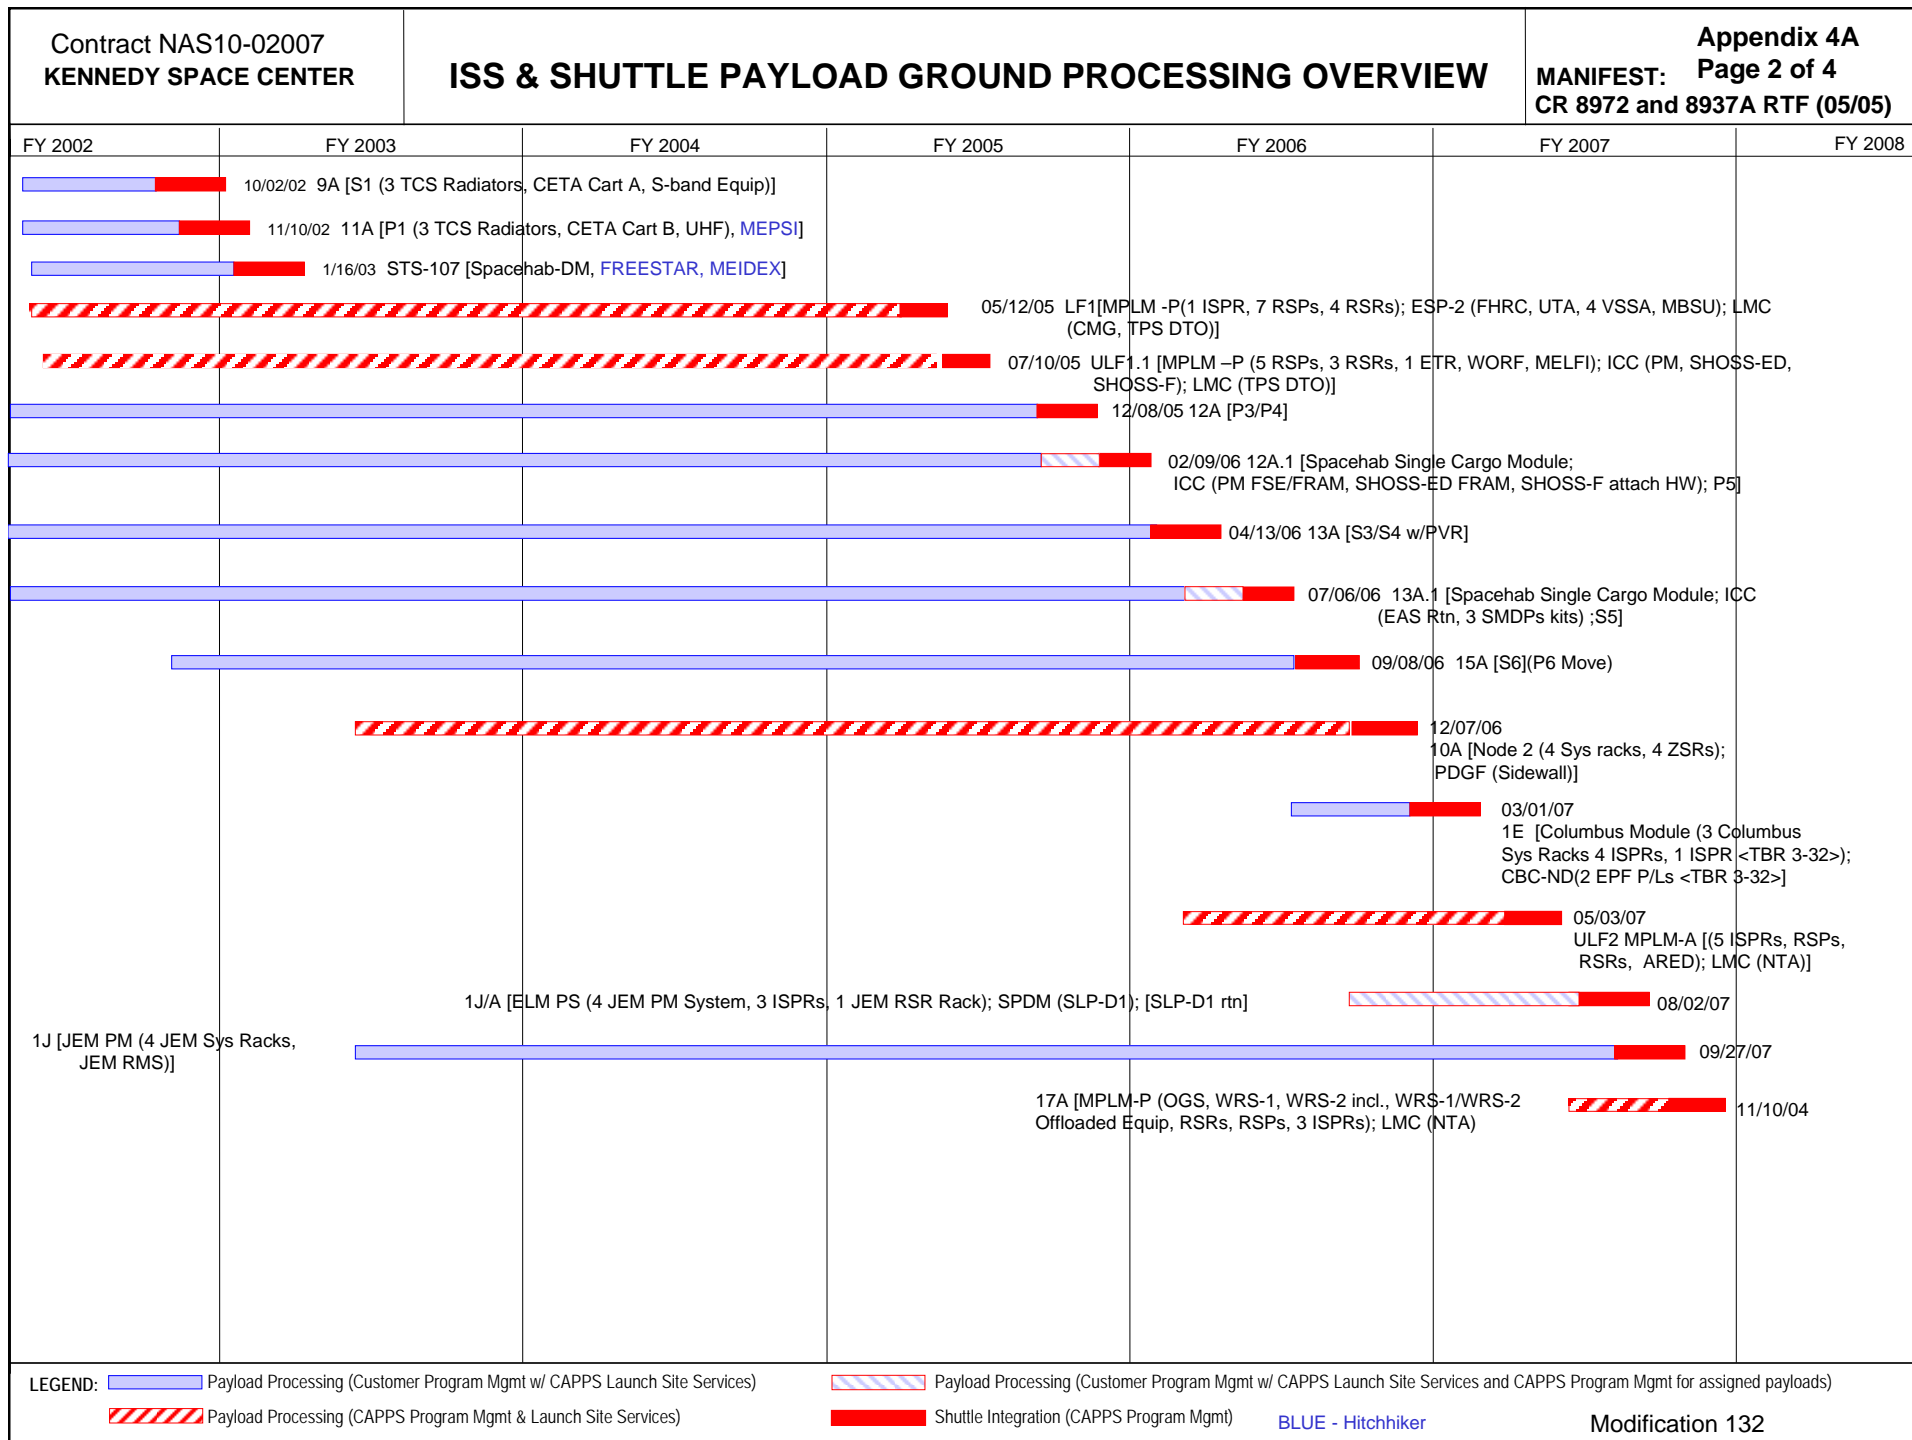 Contract NAS10-02007
KENNEDY SPACE CENTER
ISS & SHUTTLE PAYLOAD GROUND PROCESSING OVERVIEW
Appendix 4A
Page 2 of 4
MANIFEST:
CR 8972 and 8937A RTF (05/05)
FY 2002
FY 2003
FY 2004
FY 2005
FY 2006
FY 2007
FY 2008
10/02/02 9A [S1 (3 TCS Radiators, CETA Cart A, S-band Equip)]
11/10/02 11A [P1 (3 TCS Radiators, CETA Cart B, UHF), MEPSI]
1/16/03 STS-107 [Spacehab-DM, FREESTAR, MEIDEX]
05/12/05 LF1[MPLM -P(1 ISPR, 7 RSPs, 4 RSRs); ESP-2 (FHRC, UTA, 4 VSSA, MBSU); LMC
(CMG, TPS DTO)]
07/10/05 ULF1.1 [MPLM –P (5 RSPs, 3 RSRs, 1 ETR, WORF, MELFI); ICC (PM, SHOSS-ED,
SHOSS-F); LMC (TPS DTO)]
12/08/05 12A [P3/P4]
02/09/06 12A.1 [Spacehab Single Cargo Module;
ICC (PM FSE/FRAM, SHOSS-ED FRAM, SHOSS-F attach HW); P5]
04/13/06 13A [S3/S4 w/PVR]
07/06/06 13A.1 [Spacehab Single Cargo Module; ICC
(EAS Rtn, 3 SMDPs kits) ;S5]
09/08/06 15A [S6](P6 Move)
12/07/06
10A [Node 2 (4 Sys racks, 4 ZSRs);
PDGF (Sidewall)]
03/01/07
1E [Columbus Module (3 Columbus
Sys Racks 4 ISPRs, 1 ISPR <TBR 3-32>);
CBC-ND(2 EPF P/Ls <TBR 3-32>]
05/03/07
ULF2 MPLM-A [(5 ISPRs, RSPs,
RSRs, ARED); LMC (NTA)]
1J/A [ELM PS (4 JEM PM System, 3 ISPRs, 1 JEM RSR Rack); SPDM (SLP-D1); [SLP-D1 rtn]
08/02/07
1J [JEM PM (4 JEM Sys Racks,
JEM RMS)]
09/27/07
17A [MPLM-P (OGS, WRS-1, WRS-2 incl., WRS-1/WRS-2
Offloaded Equip, RSRs, RSPs, 3 ISPRs); LMC (NTA)
11/10/04
LEGEND:
Payload Processing (Customer Program Mgmt w/ CAPPS Launch Site Services)
Payload Processing (Customer Program Mgmt w/ CAPPS Launch Site Services and CAPPS Program Mgmt for assigned payloads)
Payload Processing (CAPPS Program Mgmt & Launch Site Services)
Shuttle Integration (CAPPS Program Mgmt)
BLUE - Hitchhiker
Modification 132